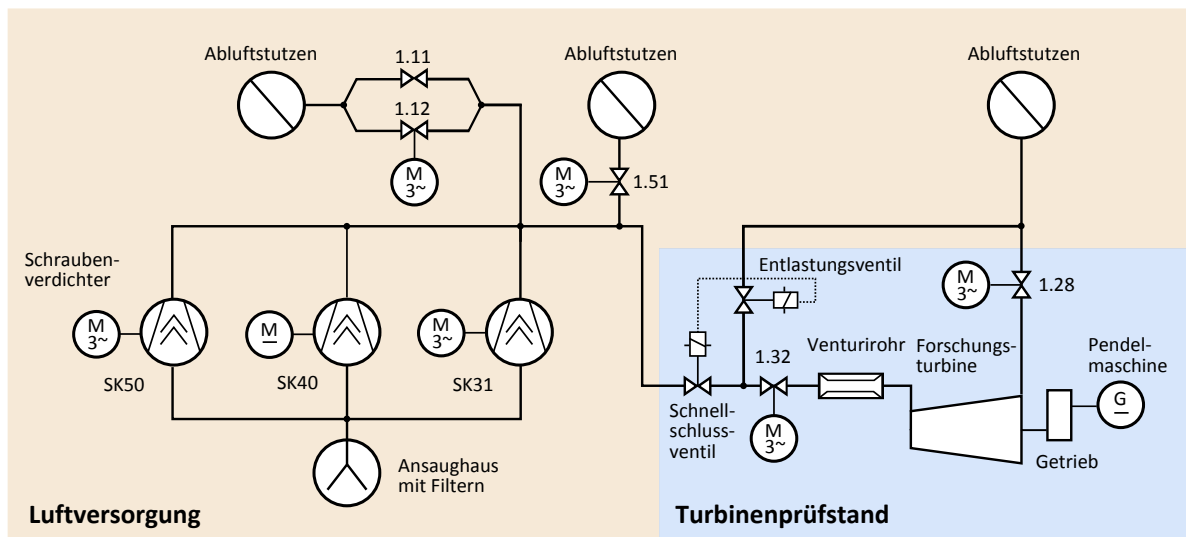 Abluftstutzen
1.11
Abluftstutzen
Abluftstutzen
1.12
M
3~
M
3~
1.51
Schrauben-
verdichter
Entlastungsventil
M
3~
1.28
M
3~
M
M
3~
1.32
Venturirohr
Forschungs-
turbine
Pendel-
maschine
SK50
SK40
SK31
G
Schnell-
schluss-
ventil
M
3~
Getrieb
Ansaughaus
mit Filtern
Luftversorgung
Turbinenprüfstand